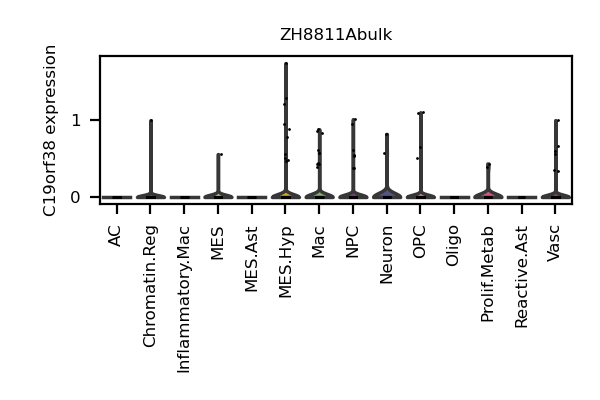 ZH8811Abulk
C19orf38 expression
1
0
AC
Chromatin.Reg
Inflammatory.Mac
MES
MES.Ast
MES.Hyp
Mac
NPC
Neuron
OPC
Oligo
Prolif.Metab
Reactive.Ast
Vasc